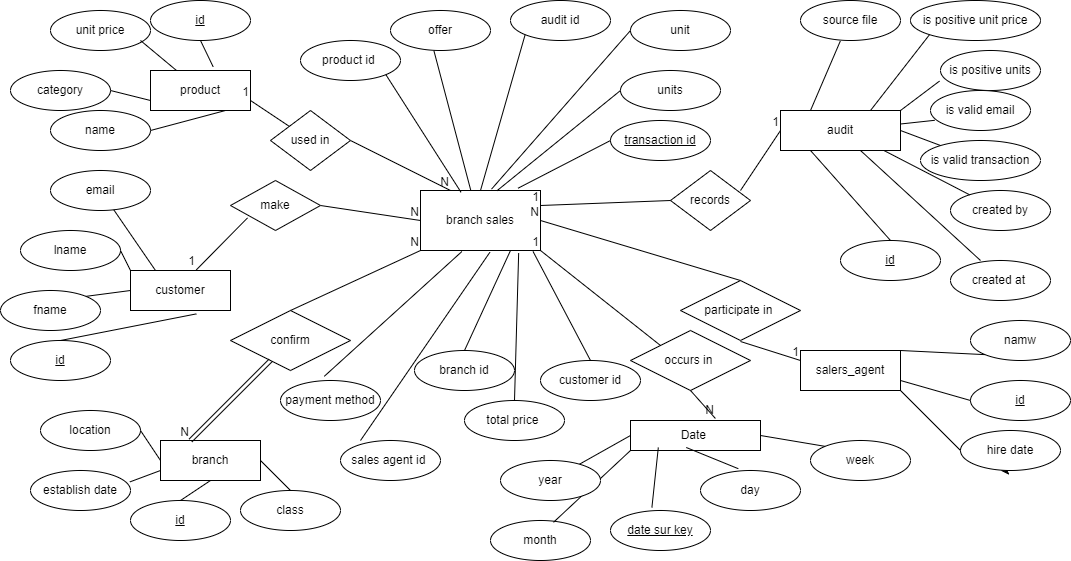 id
unit price
category
name
product
1
used in
product id
offer
audit id
unit
units
transaction id
source file
is positive unit price
is positive units
is valid email
is valid transaction
created by
created at
id
audit
1
records
email
lname
fname
id
customer
1
make
N
N
N
branch sales
1
N
1
confirm
N
branch
location
establish date
id
class
payment method
sales agent id
branch id
total price
customer id
occurs in
N
Date
year
month
date sur key
day
week
participate in
1
salers_agent
namw
id
hire date